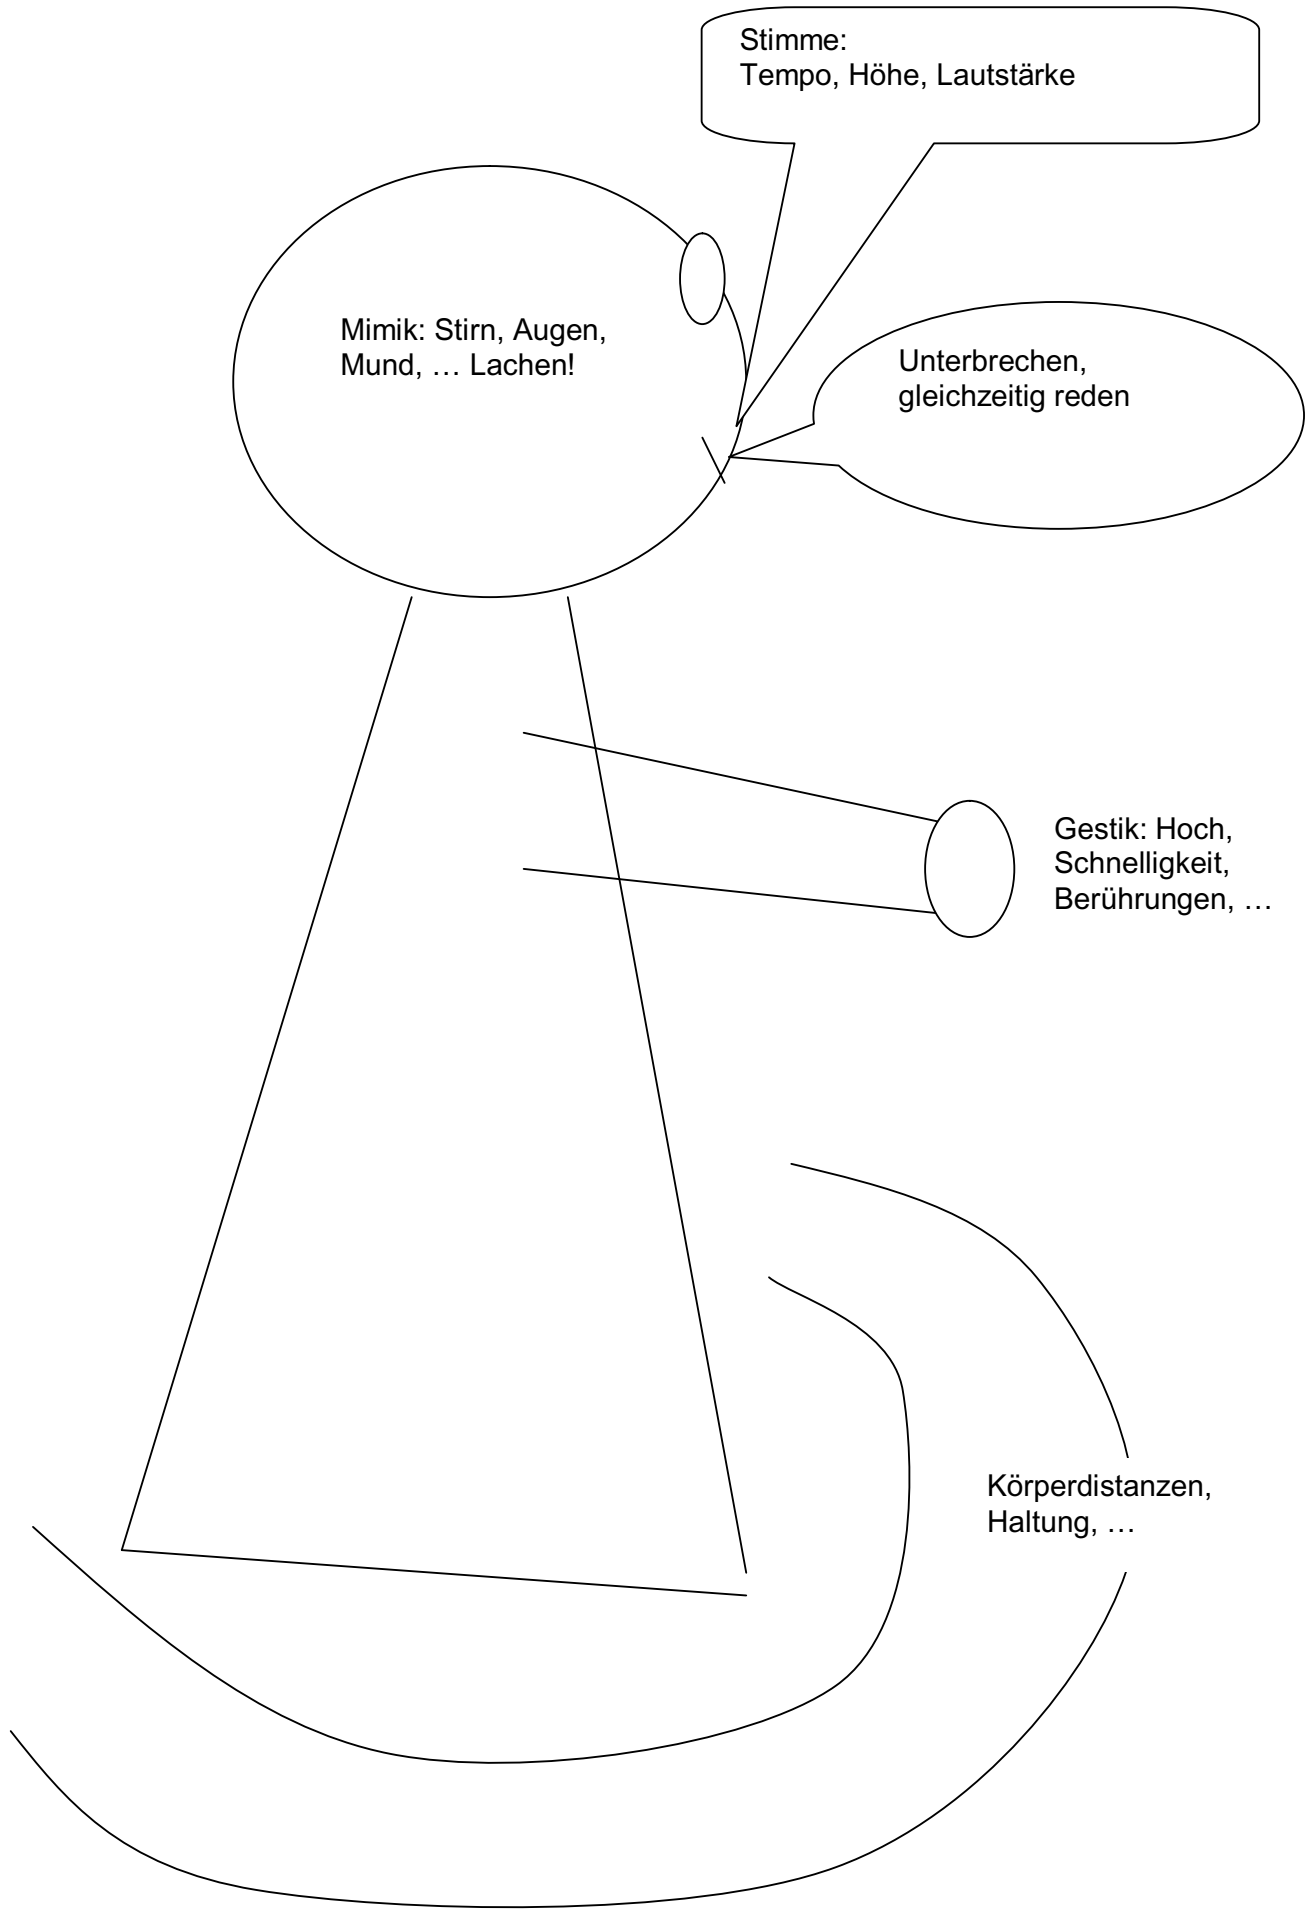 Stimme:
Tempo, Höhe, Lautstärke
Mimik: Stirn, Augen,
Mund, … Lachen!
Unterbrechen,
gleichzeitig reden
Gestik: Hoch,
Schnelligkeit,
Berührungen, …
Körperdistanzen,
Haltung, …